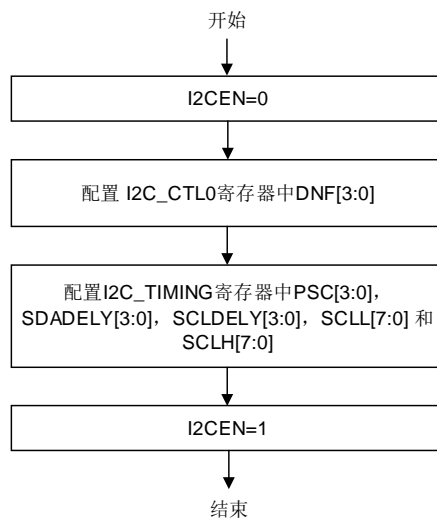 开始
I2CEN=0
配置 I2C_CTL0寄存器中DNF[3:0]
配置I2C_TIMING寄存器中PSC[3:0]，
SDADELY[3:0]，SCLDELY[3:0]，SCLL[7:0] 和
SCLH[7:0]
I2CEN=1
结束